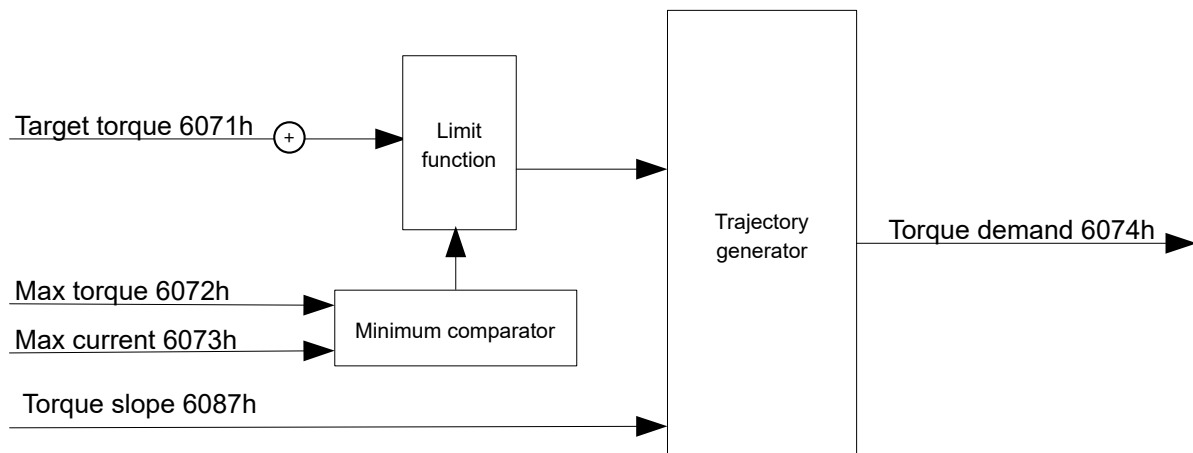 Target torque 6071h
+
Limit
function
Trajectory
generator
Torque demand 6074h
Max torque 6072h
Minimum comparator
Max current 6073h
Torque slope 6087h